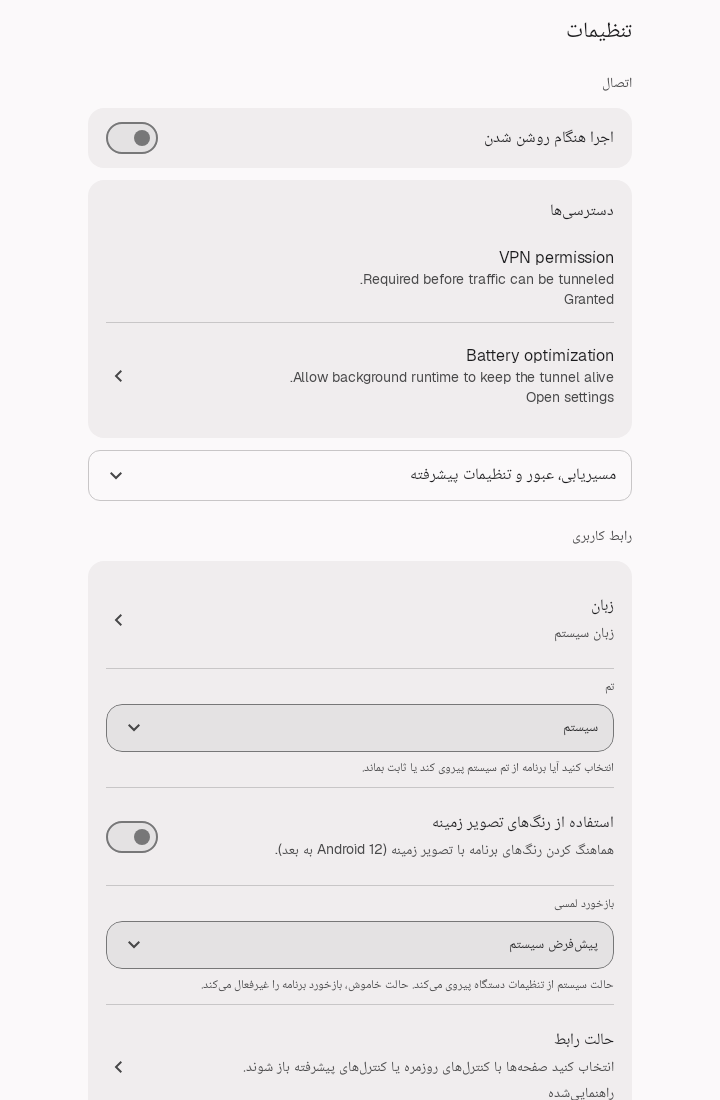 تنظیمات
اتصال
اجرا هنگام روشن شدن
دسترسی‌ها
VPN permission
Required before traffic can be tunneled.
Granted
Battery optimization
Allow background runtime to keep the tunnel alive.
Open settings
مسیریابی، عبور و تنظیمات پیشرفته
رابط کاربری
زبان
زبان سیستم
تم
سیستم
انتخاب کنید آیا برنامه از تم سیستم پیروی کند یا ثابت بماند.
استفاده از رنگ‌های تصویر زمینه
هماهنگ کردن رنگ‌های برنامه با تصویر زمینه (Android 12 به بعد).
بازخورد لمسی
پیش‌فرض سیستم
حالت سیستم از تنظیمات دستگاه پیروی می‌کند. حالت خاموش، بازخورد برنامه را غیرفعال می‌کند.
حالت رابط
انتخاب کنید صفحه‌ها با کنترل‌های روزمره یا کنترل‌های پیشرفته باز شوند.
راهنمایی‌شده